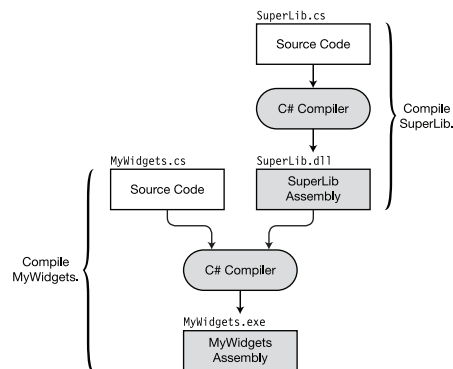 SuperLib.cs
Source Code
C# Compiler
Compile
SuperLib.
MyWidgets.cs
SuperLib.dll
Source Code
SuperLib
Assembly
Compile
MyWidgets.
C# Compiler
MyWidgets.exe
MyWidgets
Assembly